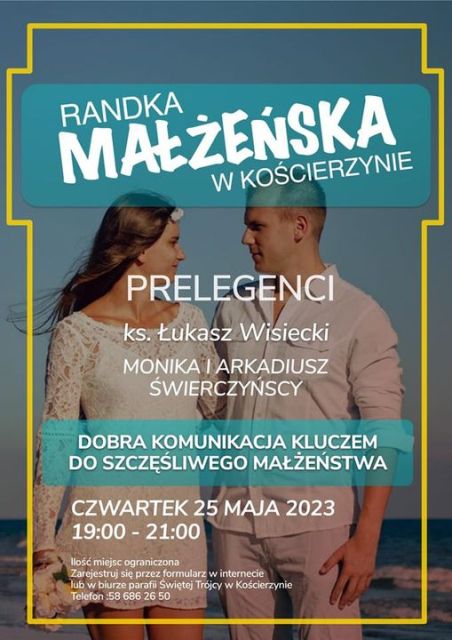 RANDKA
MAŁŻEŃSKA
W KOŚCIERZYNIE
PRELEGENCI
ks. Łukasz Wisiecki
MONIKA I ARKADIUSZ
ŚWIERCZYŃSCY
DOBRA KOMUNIKACJA KLUCZEM
DO SZCZĘŚLIWEGO MAŁŻEŃSTWA
CZWARTEK 25 MAJA 2023
19:00 - 21:00
Ilość miejsc ograniczona
Zarejestruj się przez formularz w internecie
lub w biurze parafii Świętej Trójcy w Kościerzynie
Telefon :58 686 26 50